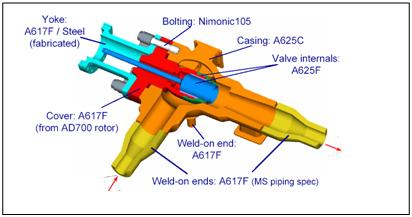 Yoke:
A617F / Steel
(fabricated)
Bolting: Nimonic105
Casing: A625C
Valve internals:
A625F
Cover: A617F
(from AD700 rotor)
Weld-on end:
A617F
Weld-on ends: A617F (MS piping spec)